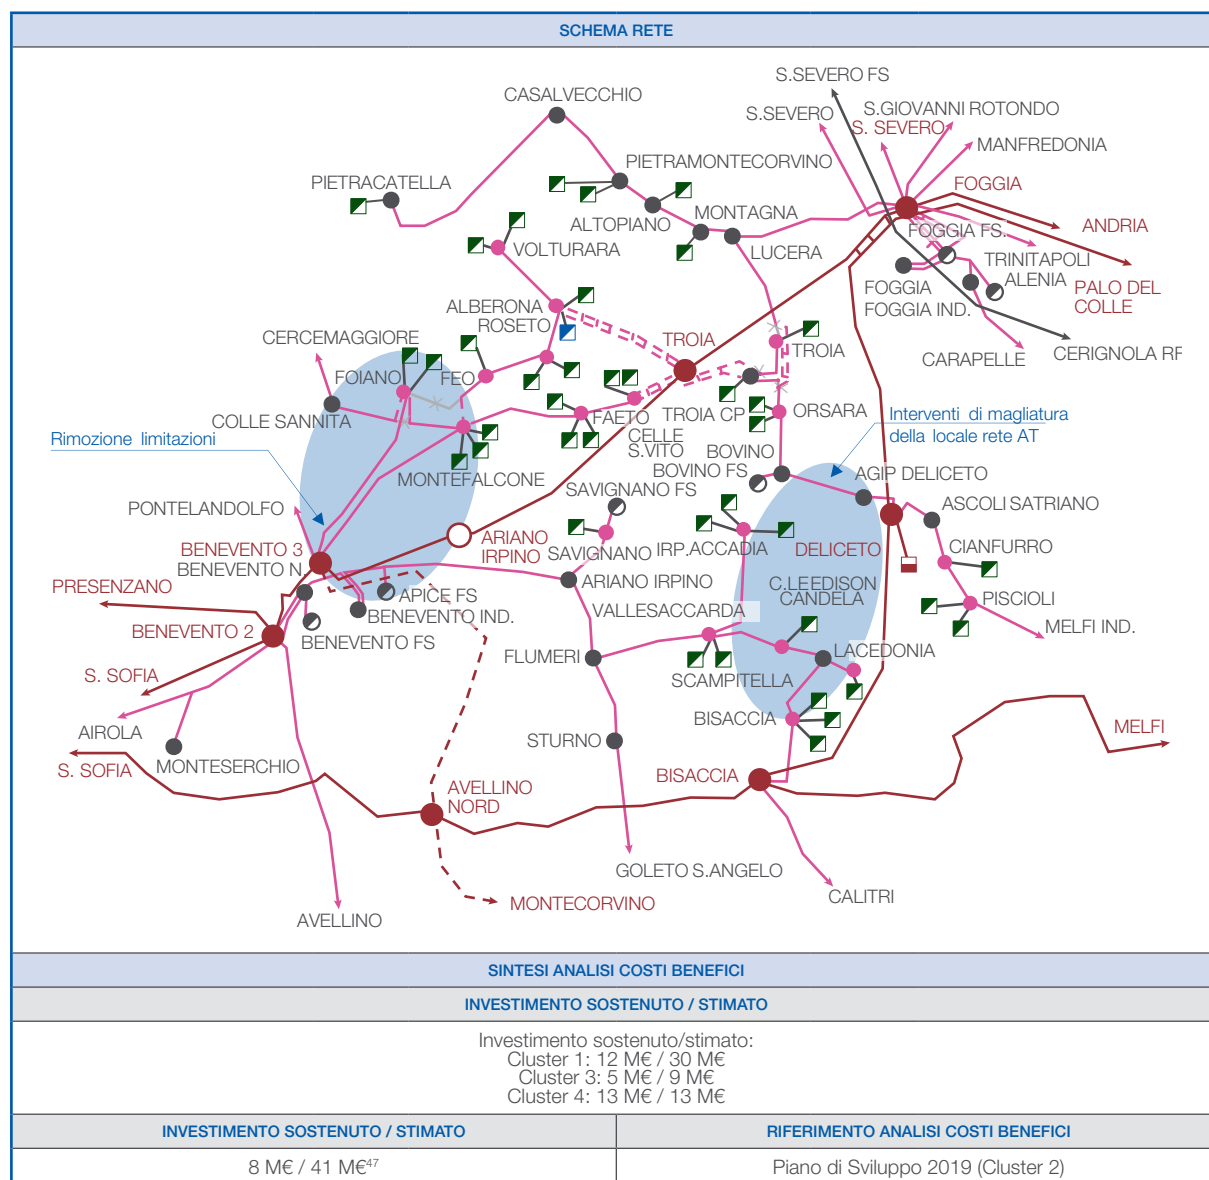 SCHEMA RETE
S.SEVERO FS
CASALVECCHIO
S.SEVERO
S.GIOVANNI ROTONDO
S. SEVERO
MANFREDONIA
PIETRAMONTECORVINO
PIETRACATELLA
FOGGIA
ALTOPIANO
MONTAGNA
ANDRIA
VOLTURARA
LUCERA
FOGGIA FS.
TRINITAPOLI
ALENIA
FOGGIA
FOGGIA IND.
PALO DEL
COLLE
ALBERONA
ROSETO
CERCEMAGGIORE
TROIA
TROIA
CARAPELLE
CERIGNOLA RF
FOIANO
FEO
COLLE SANNITA
TROIA CP
ORSARA
FAETO
CELLE
S.VITO
Interventi di magliatura
della locale rete AT
Rimozione limitazioni
BOVINO
BOVINO FS
AGIP DELICETO
MONTEFALCONE
SAVIGNANO FS
PONTELANDOLFO
ASCOLI SATRIANO
ARIANO
IRPINO
SAVIGNANO
IRP.ACCADIA
DELICETO
CIANFURRO
BENEVENTO 3
BENEVENTO N.
ARIANO IRPINO
C.LE EDISON
CANDELA
PRESENZANO
APICE FS
BENEVENTO IND.
VALLESACCARDA
PISCIOLI
BENEVENTO 2
BENEVENTO FS
MELFI IND.
FLUMERI
LACEDONIA
S. SOFIA
SCAMPITELLA
AIROLA
BISACCIA
MELFI
STURNO
MONTESERCHIO
S. SOFIA
BISACCIA
AVELLINO
NORD
GOLETO S.ANGELO
CALITRI
MONTECORVINO
AVELLINO
SINTESI ANALISI COSTI BENEFICI
INVESTIMENTO SOSTENUTO / STIMATO
Investimento sostenuto/stimato:
Cluster 1: 12 M€ / 30 M€
Cluster 3: 5 M€ / 9 M€
Cluster 4: 13 M€ / 13 M€
INVESTIMENTO SOSTENUTO / STIMATO
RIFERIMENTO ANALISI COSTI BENEFICI
8 M€ / 41 M€47
Piano di Sviluppo 2019 (Cluster 2)